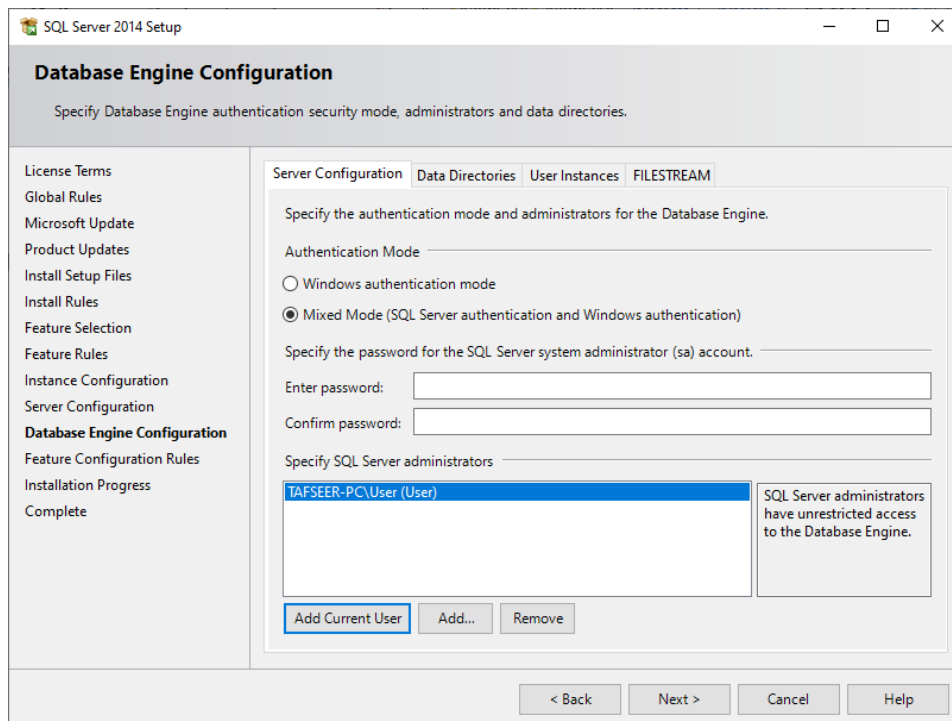 SQL Server 2014 Setup
Database Engine Configuration
Specify Database Engine authentication security mode, administrators and data directories.
License Terms
Global Rules
Microsoft Update
Product Updates
Install Setup Files
Install Rules
Feature Selection
Feature Rules
Instance Configuration
Server Configuration
Database Engine Configuration
Feature Configuration Rules
Installation Progress
Complete
Server Configuration Data Directories User Instances FILESTREAM
Specify the authentication mode and administrators for the Database Engine.
Authentication Mode
Windows authentication mode
Mixed Mode (SQL Server authentication and Windows authentication)
Specify the password for the SQL Server system administrator (sa) account.
Enter password:
Confirm password:
Specify SQL Server administrators
TAFSEER-PC\User (User)
SQL Server administrators
have unrestricted access
to the Database Engine.
Add Current User Add... Remove
< Back Next > Cancel Help